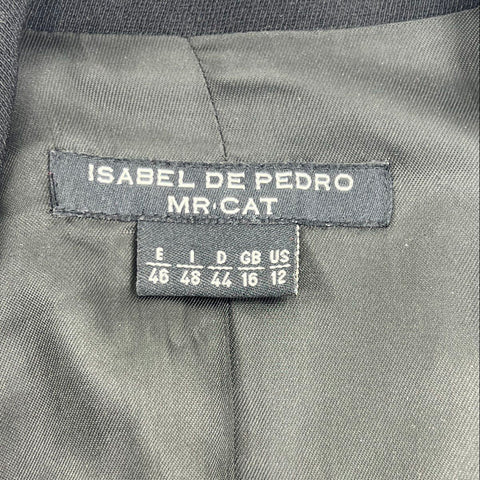 ISABEL DE PEDRO
MR·CAT
E I D GB US
46 48 44 16 12